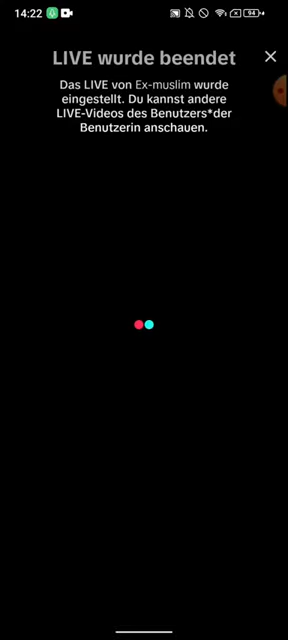 14:22
94
LIVE wurde beendet
Das LIVE von Ex-muslim wurde
eingestellt. Du kannst andere
LIVE-Videos des Benutzers*der
Benutzerin anschauen.